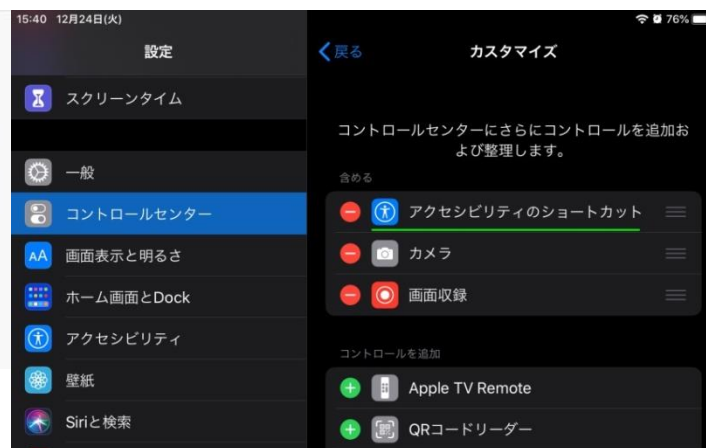 15:40 12月24日(火)
76%
設定
スクリーンタイム
一般
コントロールセンター
画面表示と明るさ
ホーム画面とDock
アクセシビリティ
壁紙
Siriと検索
戻る
カスタマイズ
コントロールセンターにさらにコントロールを追加お
よび整理します。
含める
アクセシビリティのショートカット
カメラ
画面収録
コントロールを追加
Apple TV Remote
QRコードリーダー